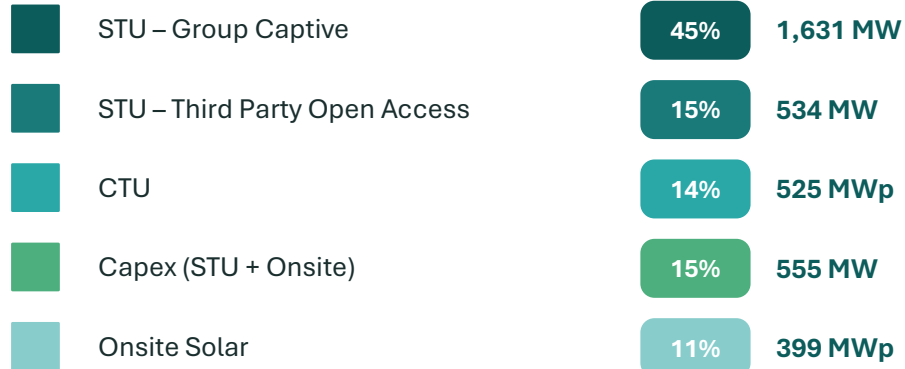 STU – Group Captive 45% 1,631 MW
STU – Third Party Open Access 15% 534 MW
CTU 14% 525 MWp
Capex (STU + Onsite) 15% 555 MW
Onsite Solar 11% 399 MWp